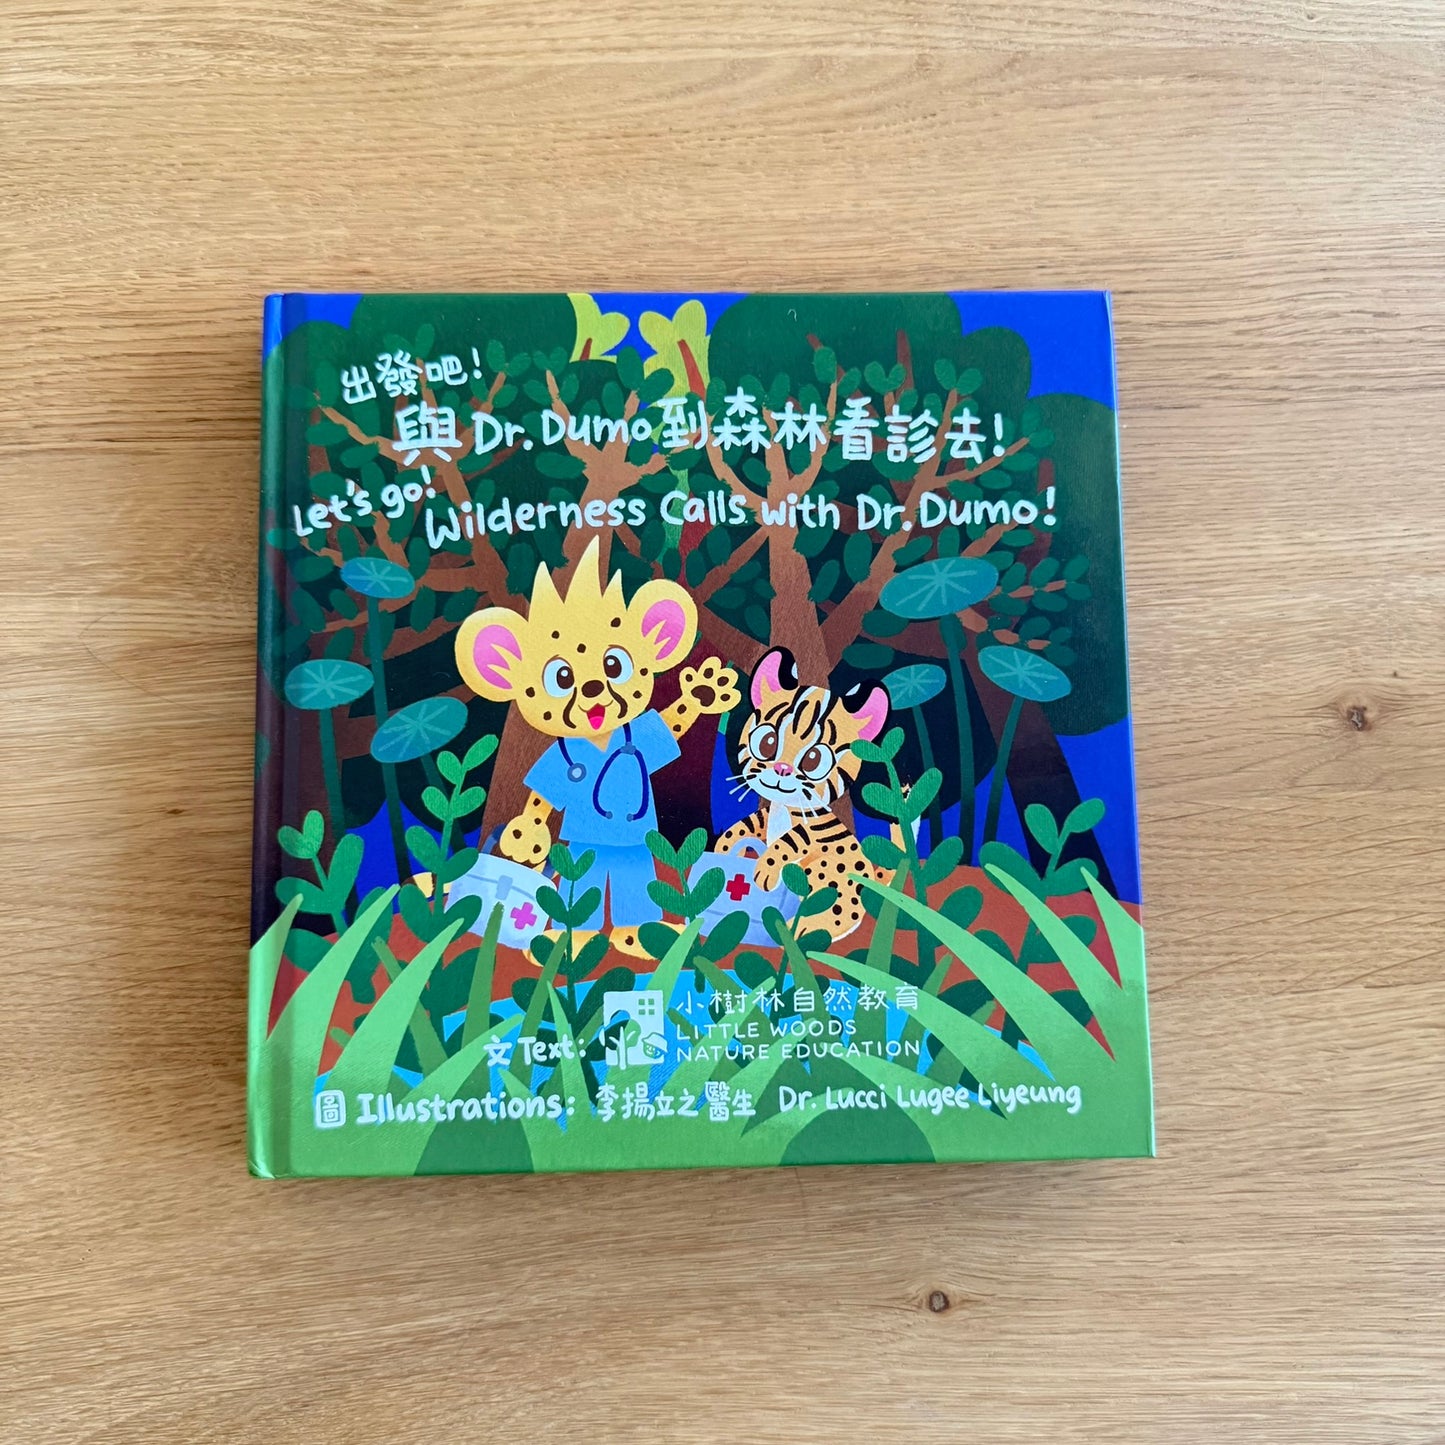 出發吧！
與Dr. Dumo到森林看診去！
Let's go!
Wilderness Calls with Dr. Dumo!
小樹林自然教育
LITTLE WOODS
文 Text:
NATURE EDUCATION
圖 Illustrations: 李揚立之醫生 Dr. Lucci Lugee Liyeung